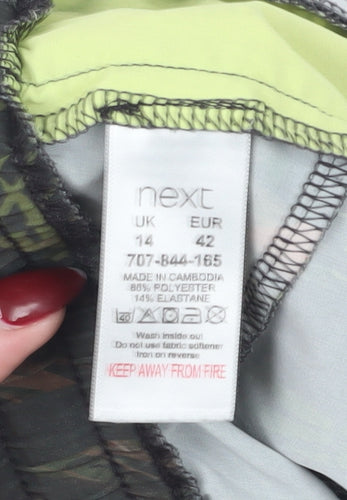 next
UK EUR
14 42
707-844-165
MADE IN CAMBODIA
86% POLYESTER
14% ELASTANE
40
Wash inside out
Do not use fabric softener
Iron on reverse
KEEP AWAY FROM FIRE